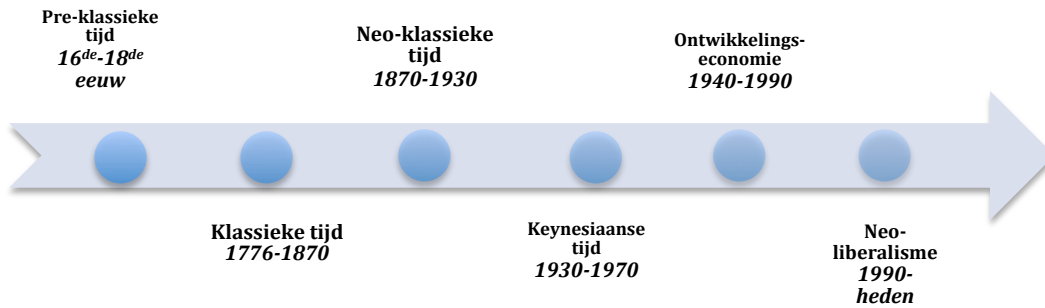 Pre-klassieke
tijd
16de-18de
eeuw
Klassieke tijd
1776-1870
Neo-klassieke
tijd
1870-1930
Keynesiaanse
tijd
1930-1970
Ontwikkelings-
economie
1940-1990
Neo-
liberalisme
1990-
heden